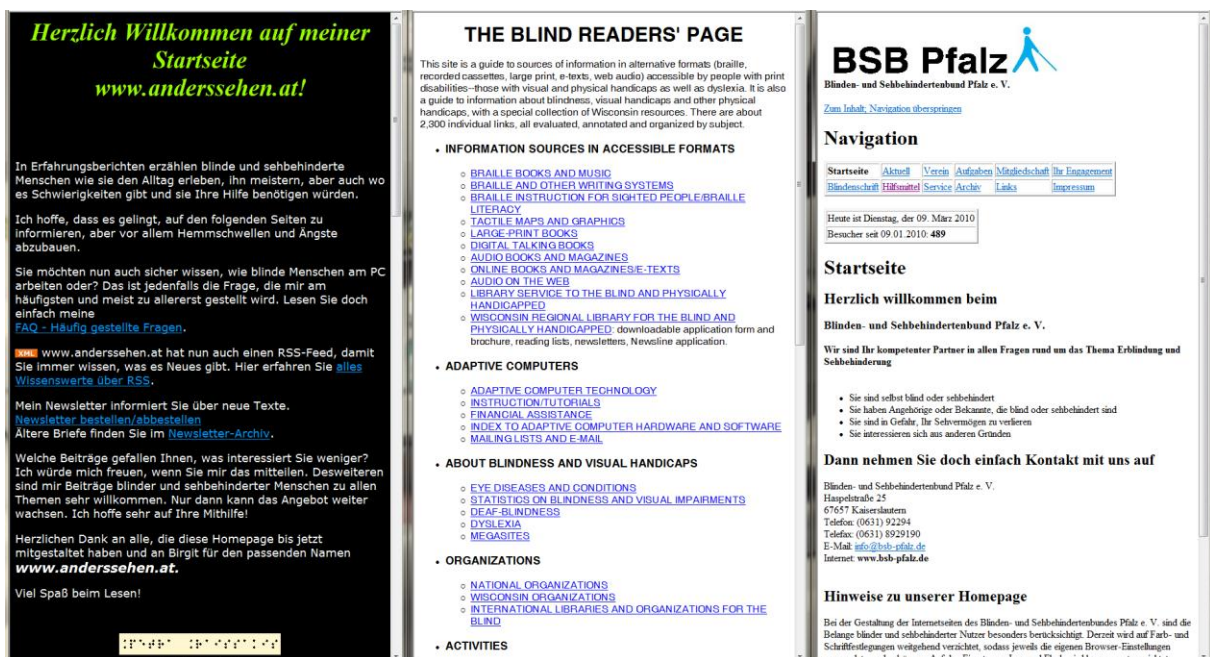 Herzlich Willkommen auf meiner
Startseite
www.anderssehen.at!
In Erfahrungsberichten erzählen blinde und sehbehinderte
Menschen wie sie den Alltag erleben, ihn meistern, aber auch wo
es Schwierigkeiten gibt und sie Ihre Hilfe benötigen würden.
Ich hoffe, dass es gelingt, auf den folgenden Seiten zu
informieren, aber vor allem Hemmschwellen und Ängste
abzubauen.
Sie möchten nun auch sicher wissen, wie blinde Menschen am PC
arbeiten oder? Das ist jedenfalls die Frage, die mir am
häufigsten und meist zu allererst gestellt wird. Lesen Sie doch
einfach meine
FAQ - Häufig gestellte Fragen.
XML www.anderssehen.at hat nun auch einen RSS-Feed, damit
Sie immer wissen, was es Neues gibt. Hier erfahren Sie alles
Wissenswerte über RSS.
Mein Newsletter informiert Sie über neue Texte.
Newsletter bestellen/abbestellen
Ältere Briefe finden Sie im Newsletter-Archiv.
Welche Beiträge gefallen Ihnen, was interessiert Sie weniger?
Ich würde mich freuen, wenn Sie mir das mitteilen. Desweiteren
sind mir Beiträge blinder und sehbehinderter Menschen zu allen
Themen sehr willkommen. Nur dann kann das Angebot weiter
wachsen. Ich hoffe sehr auf Ihre Mithilfe!
Herzlichen Dank an alle, die diese Homepage bis jetzt
mitgestaltet haben und an Birgit für den passenden Namen
www.anderssehen.at.
Viel Spaß beim Lesen!
THE BLIND READERS' PAGE
This site is a guide to sources of information in alternative formats (braille,
recorded cassettes, large print, e-texts, web audio) accessible by people with print
disabilities--those with visual and physical handicaps as well as dyslexia. It is also
a guide to information about blindness, visual handicaps and other physical
handicaps, with a special collection of Wisconsin resources. There are about
2,300 individual links, all evaluated, annotated and organized by subject.
• INFORMATION SOURCES IN ACCESSIBLE FORMATS
○ BRAILLE BOOKS AND MUSIC
○ BRAILLE AND OTHER WRITING SYSTEMS
○ BRAILLE INSTRUCTION FOR SIGHTED PEOPLE/BRAILLE
LITERACY
○ TACTILE MAPS AND GRAPHICS
○ LARGE-PRINT BOOKS
○ DIGITAL TALKING BOOKS
○ AUDIO BOOKS AND MAGAZINES
○ ONLINE BOOKS AND MAGAZINES/E-TEXTS
○ AUDIO ON THE WEB
○ LIBRARY SERVICE TO THE BLIND AND PHYSICALLY
HANDICAPPED
○ WISCONSIN REGIONAL LIBRARY FOR THE BLIND AND
PHYSICALLY HANDICAPPED: downloadable application form and
brochure, reading lists, newsletters, Newsline application.
• ADAPTIVE COMPUTERS
○ ADAPTIVE COMPUTER TECHNOLOGY
○ INSTRUCTION/TUTORIALS
○ FINANCIAL ASSISTANCE
○ INDEX TO ADAPTIVE COMPUTER HARDWARE AND SOFTWARE
○ MAILING LISTS AND E-MAIL
• ABOUT BLINDNESS AND VISUAL HANDICAPS
○ EYE DISEASES AND CONDITIONS
○ STATISTICS ON BLINDNESS AND VISUAL IMPAIRMENTS
○ DEAF-BLINDNESS
○ DYSLEXIA
○ MEGASITES
• ORGANIZATIONS
○ NATIONAL ORGANIZATIONS
○ WISCONSIN ORGANIZATIONS
○ INTERNATIONAL LIBRARIES AND ORGANIZATIONS FOR THE
BLIND
• ACTIVITIES
BSB Pfalz
Blinden- und Sehbehindertenbund Pfalz e. V.
Zum Inhalt; Navigation überspringen
Navigation
Startseite Aktuell Verein Aufgaben Mitgliedschaft Ihr Engagement
Blindenschrift Hilfsmittel Service Archiv Links Impressum
Heute ist Dienstag, der 09. März 2010
Besucher seit 09.01.2010: 489
Startseite
Herzlich willkommen beim
Blinden- und Sehbehindertenbund Pfalz e. V.
Wir sind Ihr kompetenter Partner in allen Fragen rund um das Thema Erblindung und
Sehbehinderung
• Sie sind selbst blind oder sehbehindert
• Sie haben Angehörige oder Bekannte, die blind oder sehbehindert sind
• Sie sind in Gefahr, Ihr Sehvermögen zu verlieren
• Sie interessieren sich aus anderen Gründen
Dann nehmen Sie doch einfach Kontakt mit uns auf
Blinden- und Sehbehindertenbund Pfalz e. V.
Haspelstraße 25
67657 Kaiserslautern
Telefon: (0631) 92294
Telefax: (0631) 8929190
E-Mail: info@bsb-pfalz.de
Internet: www.bsb-pfalz.de
Hinweise zu unserer Homepage
Bei der Gestaltung der Internetseiten des Blinden- und Sehbehindertenbundes Pfalz e. V. sind die
Belange blinder und sehbehinderter Nutzer besonders berücksichtigt. Derzeit wird auf Farb- und
Schriftfestlegungen weitgehend verzichtet, sodass jeweils die eigenen Browser-Einstellungen